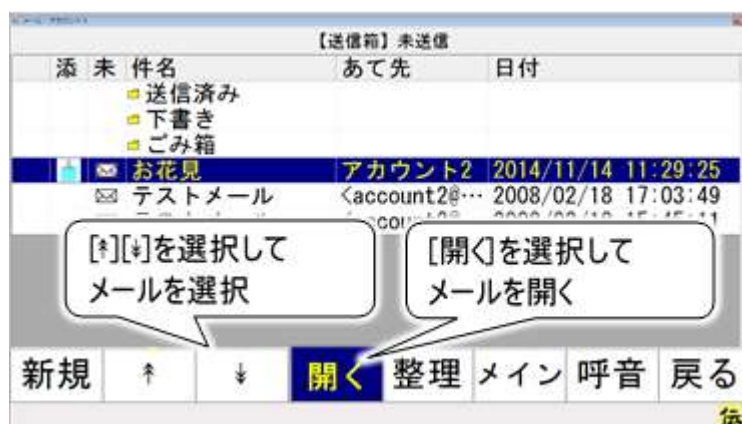 【送信箱】未送信
添 未 件名 あて先 日付
送信済み
下書き
ごみ箱
お花見 アカウント2 2014/11/14 11:29:25
テストメール <account2@… 2008/02/18 17:03:49
[↟][↡]を選択して
メールを選択
[開く]を選択して
メールを開く
新規 ↟ ↡ 開く 整理 メイン 呼音 戻る
伝